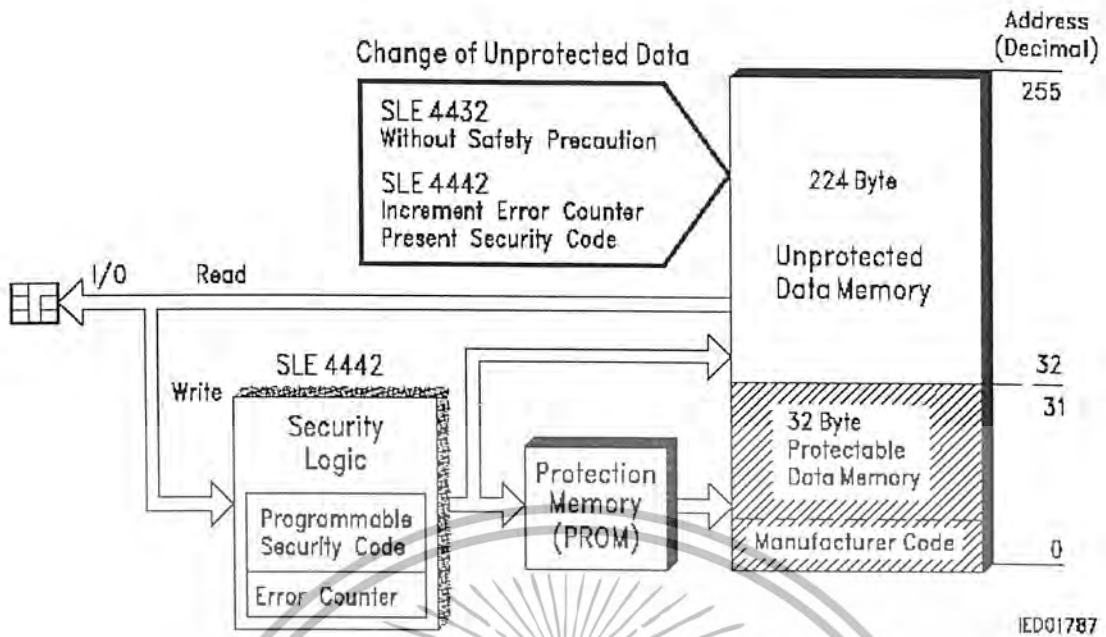 Address
(Decimal)
Change of Unprotected Data
255
SLE 4432
Without Safety Precaution
SLE 4442
Increment Error Counter
Present Security Code
224 Byte
Unprotected
Data Memory
I/O
Read
32
31
SLE 4442
Write
Security
Logic
Programmable
Security Code
Error Counter
Protection
Memory
(PROM)
32 Byte
Protectable
Data Memory
Manufacturer Code
0
IED01787